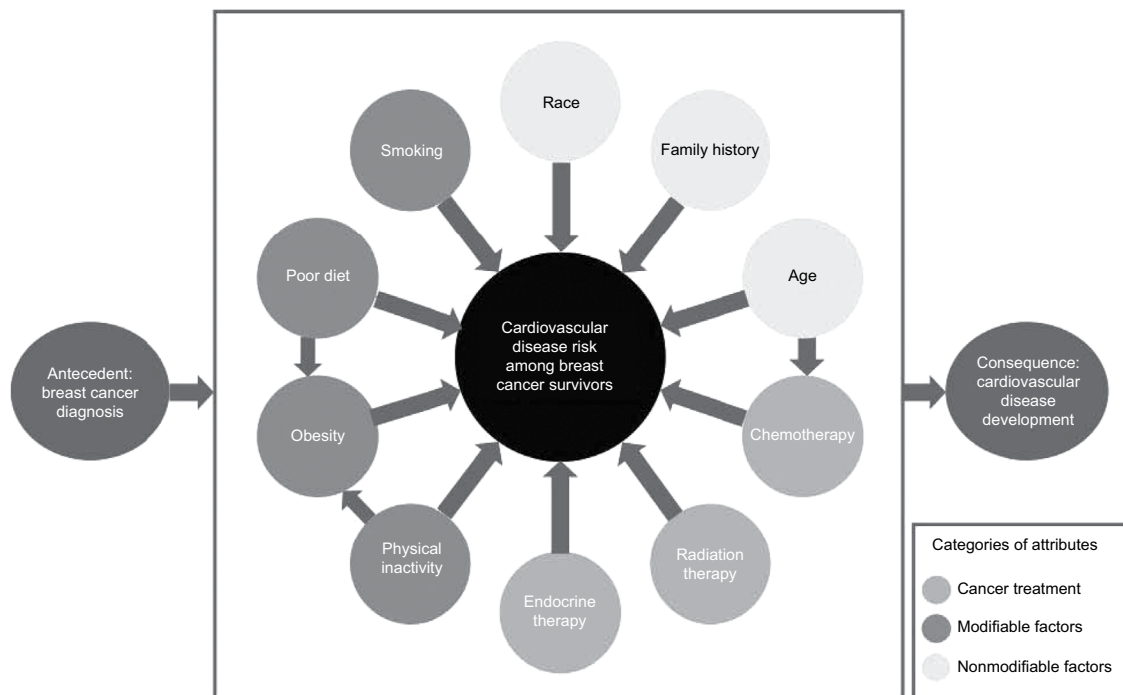 Race
Smoking
Family history
Poor diet
Age
Cardiovascular
disease risk
among breast
cancer survivors
Antecedent:
breast cancer
diagnosis
Consequence:
cardiovascular
disease
development
Obesity
Chemotherapy
Physical
inactivity
Radiation
therapy
Endocrine
therapy
Categories of attributes
Cancer treatment
Modifiable factors
Nonmodifiable factors